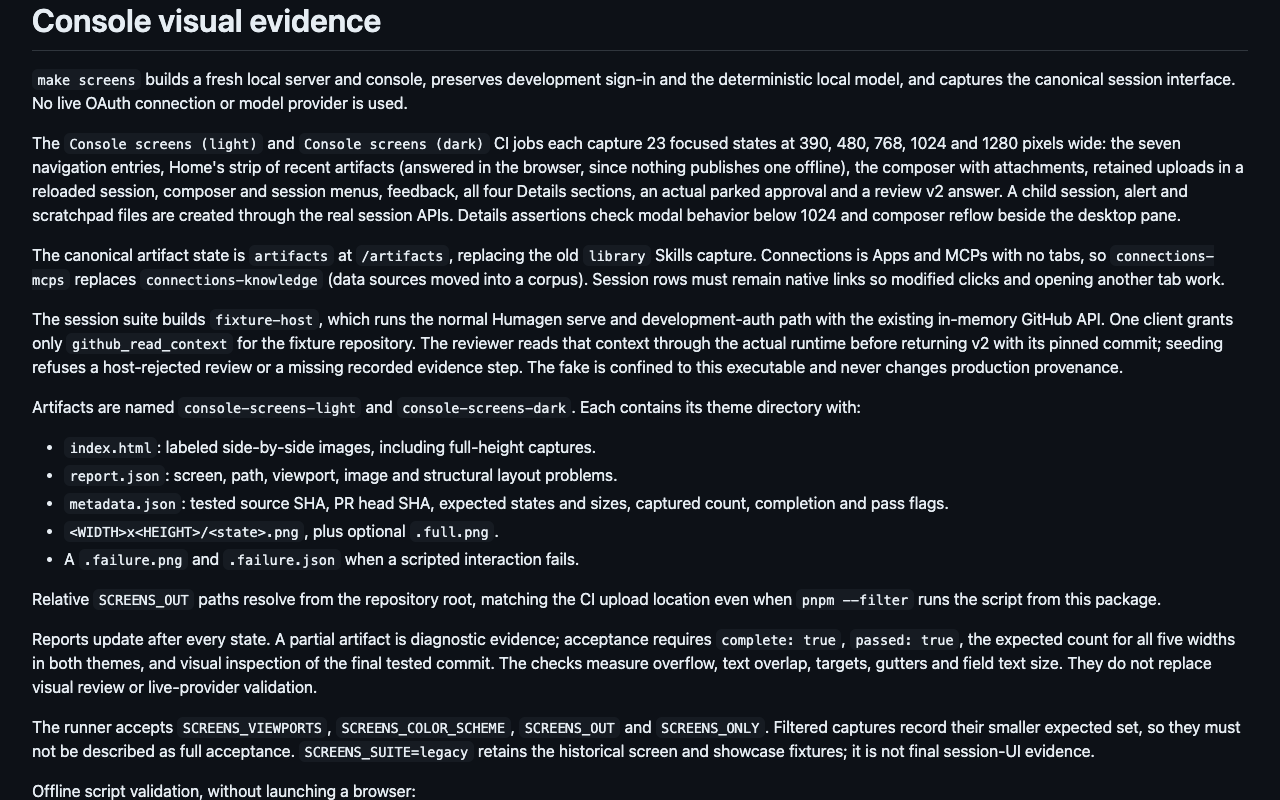 Console visual evidence
make screens builds a fresh local server and console, preserves development sign-in and the deterministic local model, and captures the canonical session interface.
No live OAuth connection or model provider is used.
The Console screens (light) and Console screens (dark) CI jobs each capture 23 focused states at 390, 480, 768, 1024 and 1280 pixels wide: the seven
navigation entries, Home's strip of recent artifacts (answered in the browser, since nothing publishes one offline), the composer with attachments, retained uploads in a
reloaded session, composer and session menus, feedback, all four Details sections, an actual parked approval and a review v2 answer. A child session, alert and
scratchpad files are created through the real session APIs. Details assertions check modal behavior below 1024 and composer reflow beside the desktop pane.
The canonical artifact state is artifacts at /artifacts, replacing the old library Skills capture. Connections is Apps and MCPs with no tabs, so connections-
mcps replaces connections-knowledge (data sources moved into a corpus). Session rows must remain native links so modified clicks and opening another tab work.
The session suite builds fixture-host, which runs the normal Humagen serve and development-auth path with the existing in-memory GitHub API. One client grants
only github_read_context for the fixture repository. The reviewer reads that context through the actual runtime before returning v2 with its pinned commit; seeding
refuses a host-rejected review or a missing recorded evidence step. The fake is confined to this executable and never changes production provenance.
Artifacts are named console-screens-light and console-screens-dark. Each contains its theme directory with:
• index.html: labeled side-by-side images, including full-height captures.
• report.json: screen, path, viewport, image and structural layout problems.
• metadata.json: tested source SHA, PR head SHA, expected states and sizes, captured count, completion and pass flags.
• <WIDTH>x<HEIGHT>/<state>.png, plus optional .full.png.
• A .failure.png and .failure.json when a scripted interaction fails.
Relative SCREENS_OUT paths resolve from the repository root, matching the CI upload location even when pnpm --filter runs the script from this package.
Reports update after every state. A partial artifact is diagnostic evidence; acceptance requires complete: true, passed: true, the expected count for all five widths
in both themes, and visual inspection of the final tested commit. The checks measure overflow, text overlap, targets, gutters and field text size. They do not replace
visual review or live-provider validation.
The runner accepts SCREENS_VIEWPORTS, SCREENS_COLOR_SCHEME, SCREENS_OUT and SCREENS_ONLY. Filtered captures record their smaller expected set, so they must
not be described as full acceptance. SCREENS_SUITE=legacy retains the historical screen and showcase fixtures; it is not final session-UI evidence.
Offline script validation, without launching a browser: